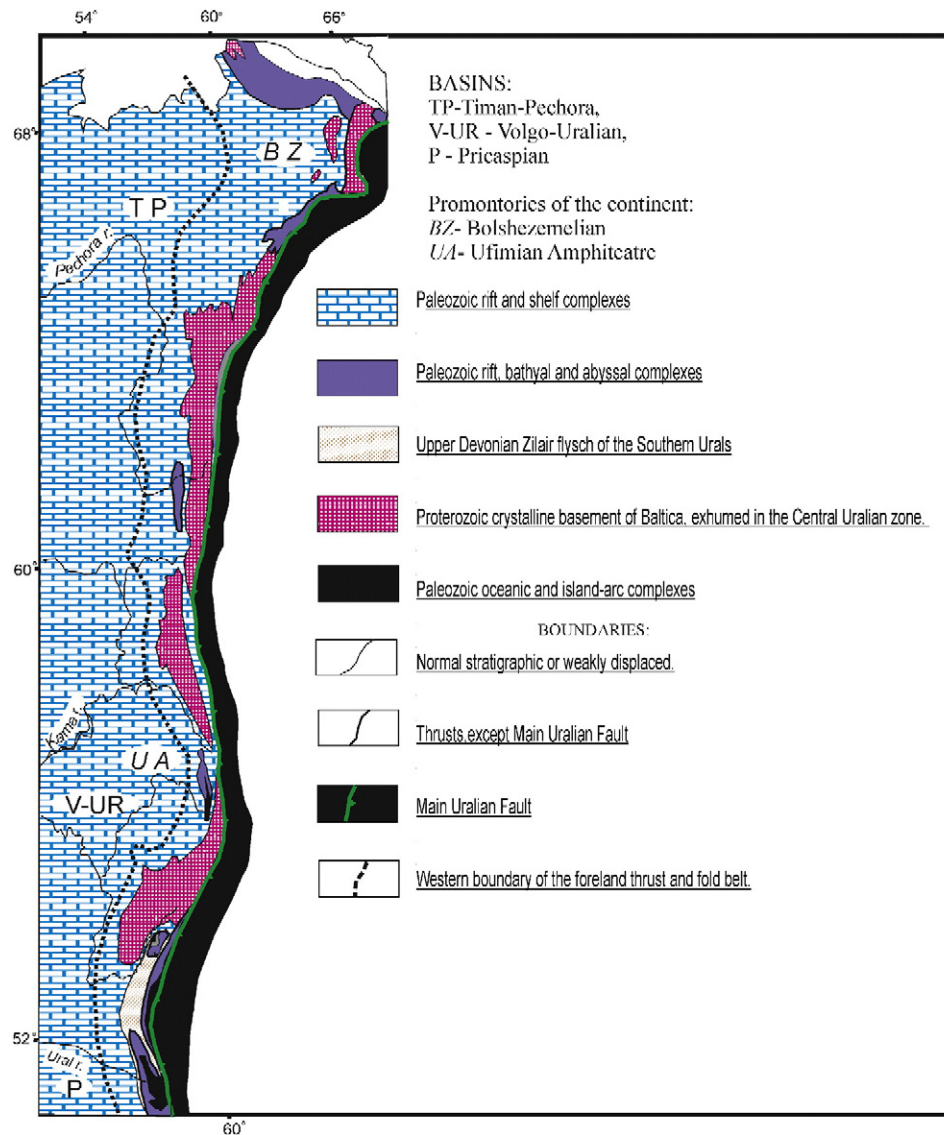 54° 60° 66°
BASINS:
TP-Timan-Pechora,
V-UR - Volgo-Uralian,
P - Pricaspian
68°
B Z
Promontories of the continent:
BZ- Bolshezemelian
UA- Ufimian Amphiteatre
T P
Pechora r.
Paleozoic rift and shelf complexes
Paleozoic rift, bathyal and abyssal complexes
Upper Devonian Zilair flysch of the Southern Urals
Proterozoic crystalline basement of Baltica, exhumed in the Central Uralian zone.
60°
Paleozoic oceanic and island-arc complexes
BOUNDARIES:
Normal stratigraphic or weakly displaced.
Kama r.
Thrusts,except Main Uralian Fault
U A
V-UR
Main Uralian Fault
Western boundary of the foreland thrust and fold belt.
52°
Ural r.
P
60°